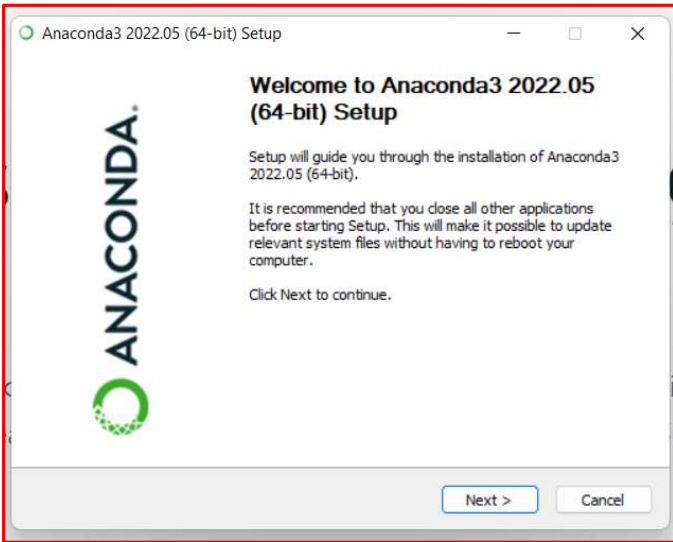 Anaconda3 2022.05 (64-bit) Setup
ANACONDA.
Welcome to Anaconda3 2022.05
(64-bit) Setup
Setup will guide you through the installation of Anaconda3
2022.05 (64-bit).
It is recommended that you close all other applications
before starting Setup. This will make it possible to update
relevant system files without having to reboot your
computer.
Click Next to continue.
Next >
Cancel